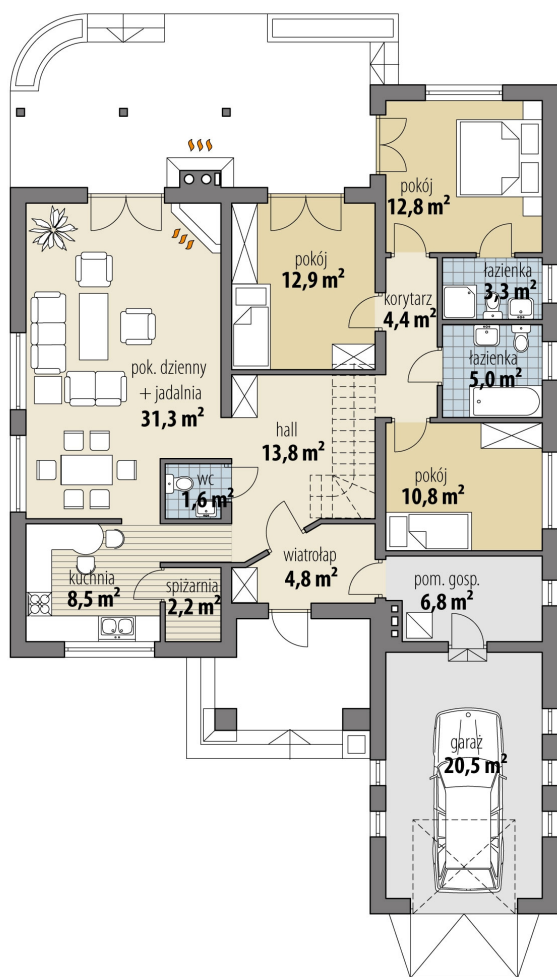 pokój
12,8 m²
pokój
12,9 m²
łazienka
3,3 m²
korytarz
4,4 m²
łazienka
5,0 m²
pok. dzienny
+ jadalnia
31,3 m²
hall
13,8 m²
wc
1,6 m²
pokój
10,8 m²
kuchnia
8,5 m²
spiżarnia
2,2 m²
wiatrołap
4,8 m²
pom. gosp.
6,8 m²
garaż
20,5 m²